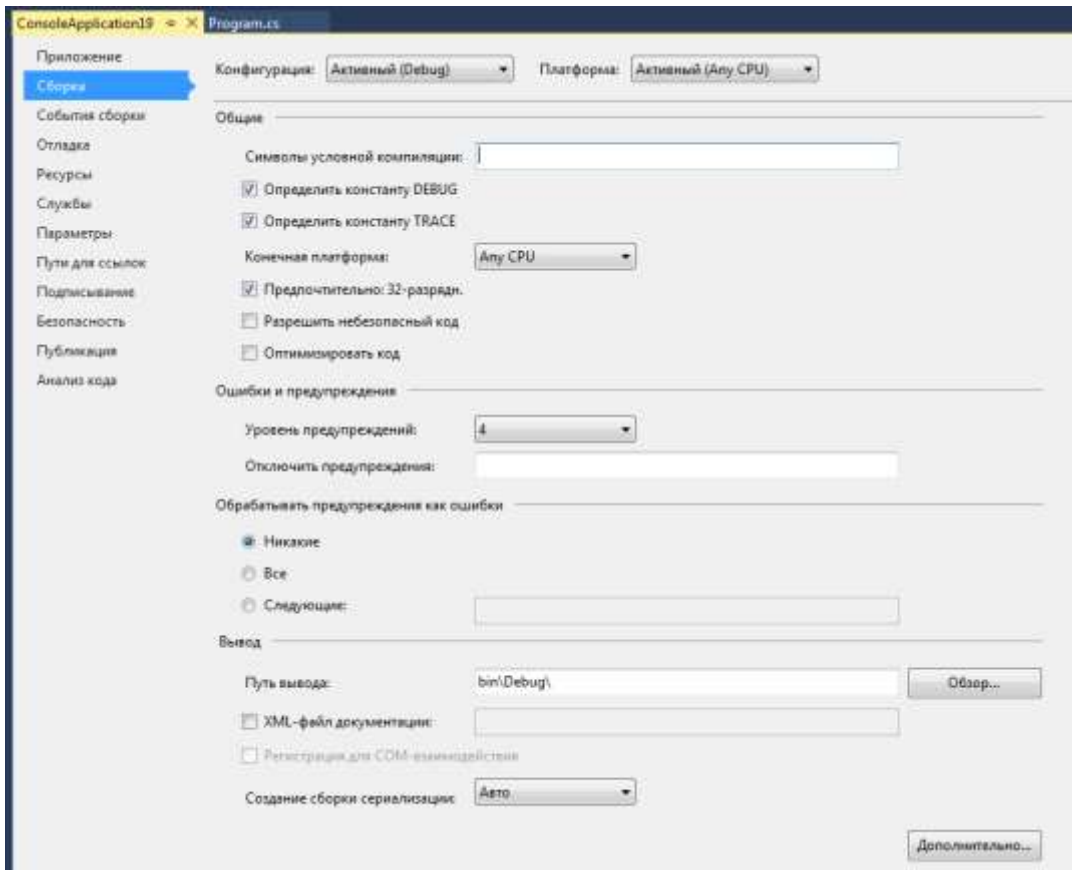 ConsoleApplication19 Program.cs
Приложение
Сборка
События сборки
Отладка
Ресурсы
Службы
Параметры
Пути для ссылок
Подписывание
Безопасность
Публикация
Анализ кода
Конфигурация: Активный (Debug) Платформа: Активный (Any CPU)
Общие
Символы условной компиляции:
Определить константу DEBUG
Определить константу TRACE
Конечная платформа: Any CPU
Предпочтительно: 32-разрядн.
Разрешить небезопасный код
Оптимизировать код
Ошибки и предупреждения
Уровень предупреждений: 4
Отключить предупреждения:
Обрабатывать предупреждения как ошибки
Никакие
Все
Следующие:
Вывод
Путь вывода: bin\Debug\ Обзор...
XML-файл документации:
Регистрация для COM-взаимодействия
Создание сборки сериализации: Авто
Дополнительно...